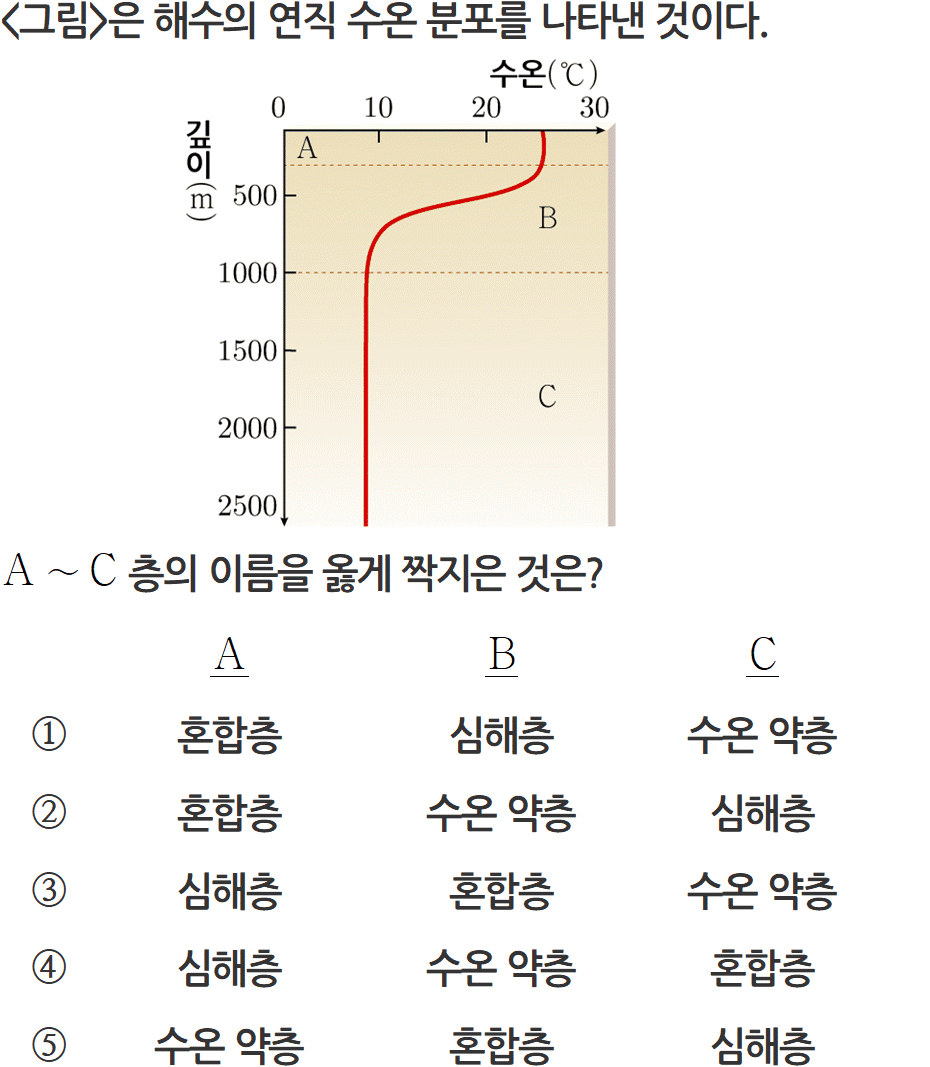 <그림>은 해수의 연직 수온 분포를 나타낸 것이다.
수온(℃)
0 10 20 30
깊이(m)
A
500
B
1000
1500
C
2000
2500
A ~ C 층의 이름을 옳게 짝지은 것은?
A B C
① 혼합층 심해층 수온 약층
② 혼합층 수온 약층 심해층
③ 심해층 혼합층 수온 약층
④ 심해층 수온 약층 혼합층
⑤ 수온 약층 혼합층 심해층